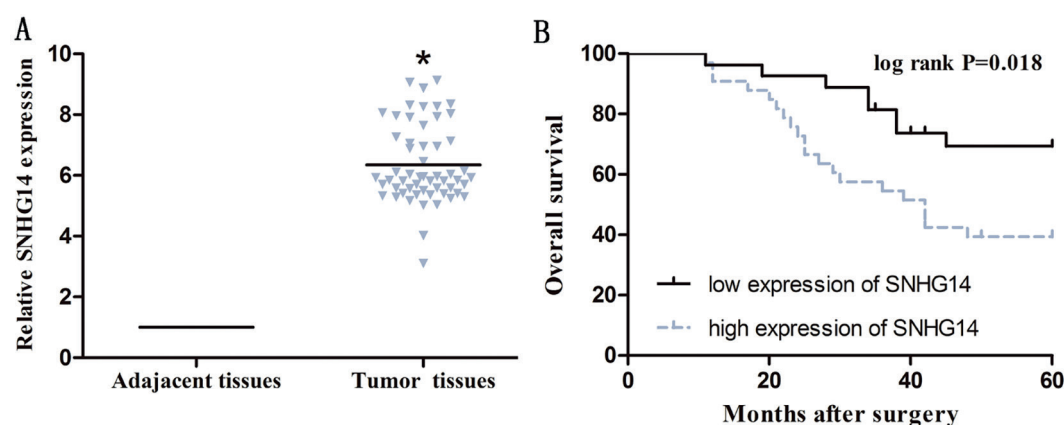 A
Relative SNHG14 expression
10
8
6
4
2
0
*
Adajacent tissues
Tumor tissues
B
Overall survival
100
80
60
40
20
0
log rank P=0.018
low expression of SNHG14
high expression of SNHG14
0
20
40
60
Months after surgery